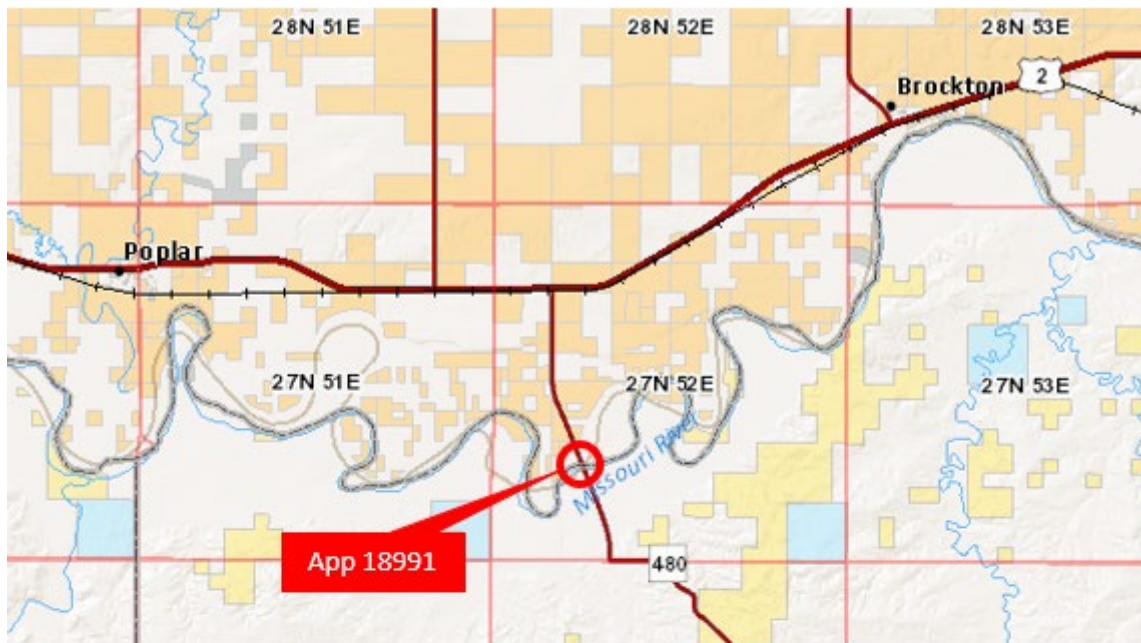 28N 51E
28N 52E
28N 53E
Brockton
2
Poplar
27N 51E
27N 52E
27N 53E
Missouri River
App 18991
480